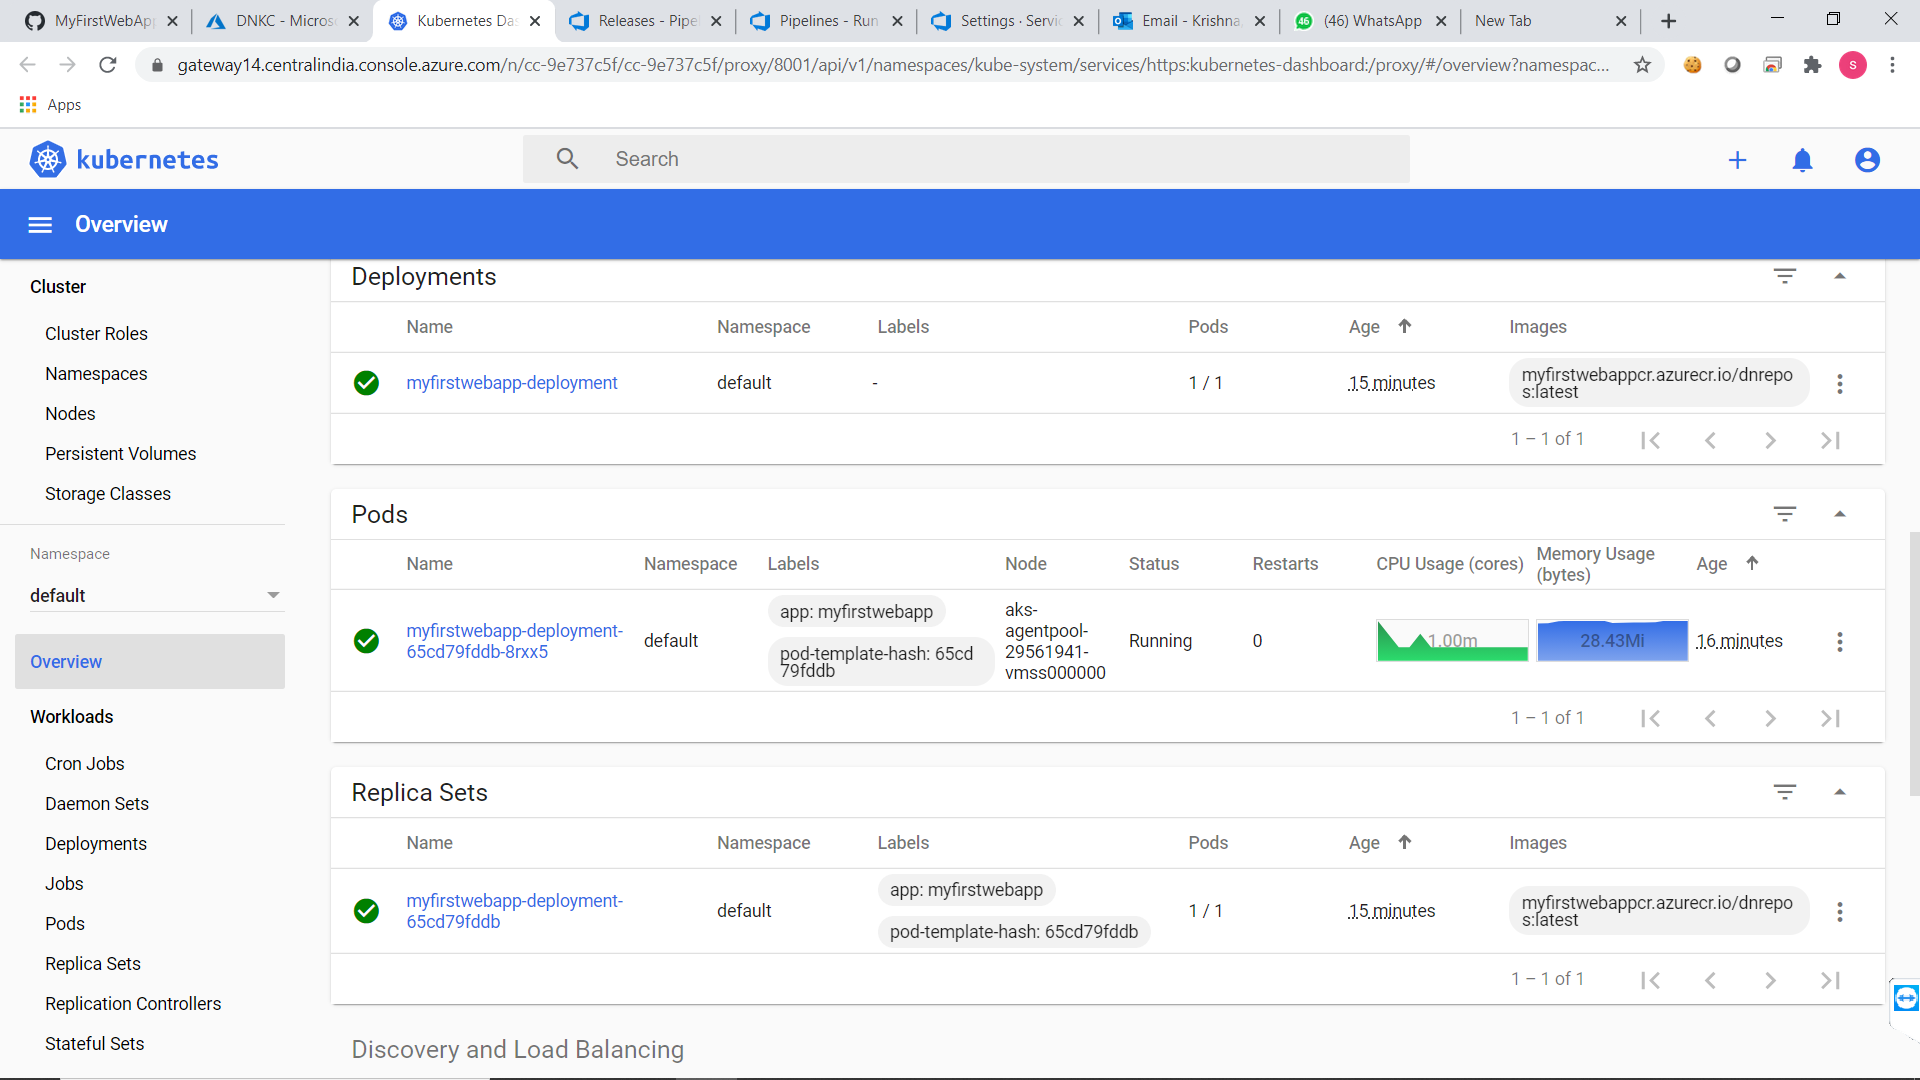 MyFirstWebApp
DNKC - Micros
Kubernetes Das
Releases - Pipe
Pipelines - Run
Settings · Servic
Email - Krishna,
46
(46) WhatsApp
New Tab
gateway14.centralindia.console.azure.com/n/cc-9e737c5f/cc-9e737c5f/proxy/8001/api/v1/namespaces/kube-system/services/https:kubernetes-dashboard:/proxy/#/overview?namespac...
S
Apps
kubernetes
Search
Overview
Cluster
Cluster Roles
Namespaces
Nodes
Persistent Volumes
Storage Classes
Namespace
default
Overview
Workloads
Cron Jobs
Daemon Sets
Deployments
Jobs
Pods
Replica Sets
Replication Controllers
Stateful Sets
Deployments
Name Namespace Labels Pods Age Images
myfirstwebapp-deployment default - 1 / 1 15 minutes myfirstwebappcr.azurecr.io/dnrepo
s:latest
1 – 1 of 1
Pods
Name Namespace Labels Node Status Restarts CPU Usage (cores) Memory Usage
(bytes) Age
myfirstwebapp-deployment-
65cd79fddb-8rxx5
default
app: myfirstwebapp
pod-template-hash: 65cd
79fddb
aks-
agentpool-
29561941-
vmss000000
Running
0
1.00m
28.43Mi
16 minutes
1 – 1 of 1
Replica Sets
Name Namespace Labels Pods Age Images
myfirstwebapp-deployment-
65cd79fddb
default
app: myfirstwebapp
pod-template-hash: 65cd79fddb
1 / 1
15 minutes
myfirstwebappcr.azurecr.io/dnrepo
s:latest
1 – 1 of 1
Discovery and Load Balancing